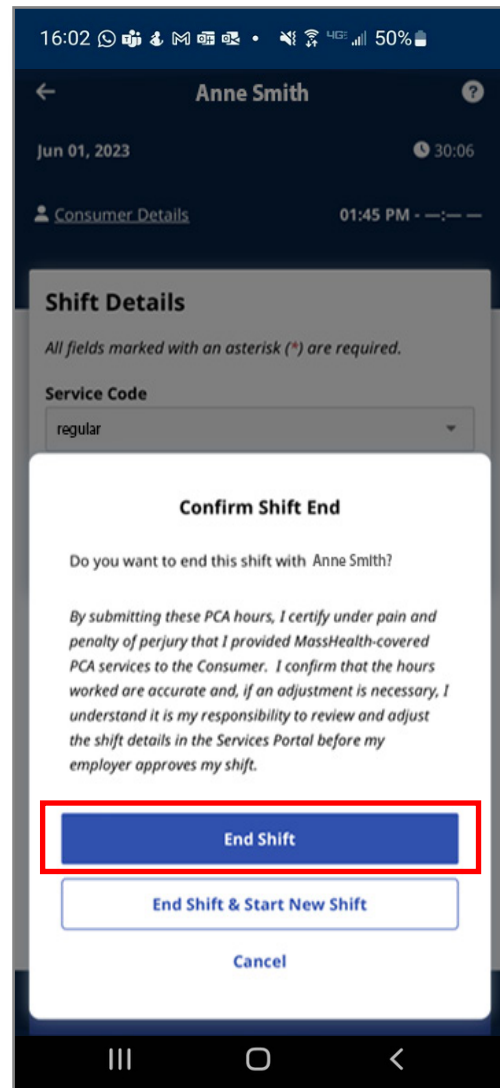 16:02 4GE 50%
Anne Smith ?
Jun 01, 2023 30:06
Consumer Details 01:45 PM - —:— —
Shift Details
All fields marked with an asterisk (*) are required.
Service Code
regular
Confirm Shift End
Do you want to end this shift with Anne Smith?
By submitting these PCA hours, I certify under pain and
penalty of perjury that I provided MassHealth-covered
PCA services to the Consumer. I confirm that the hours
worked are accurate and, if an adjustment is necessary, I
understand it is my responsibility to review and adjust
the shift details in the Services Portal before my
employer approves my shift.
End Shift
End Shift & Start New Shift
Cancel